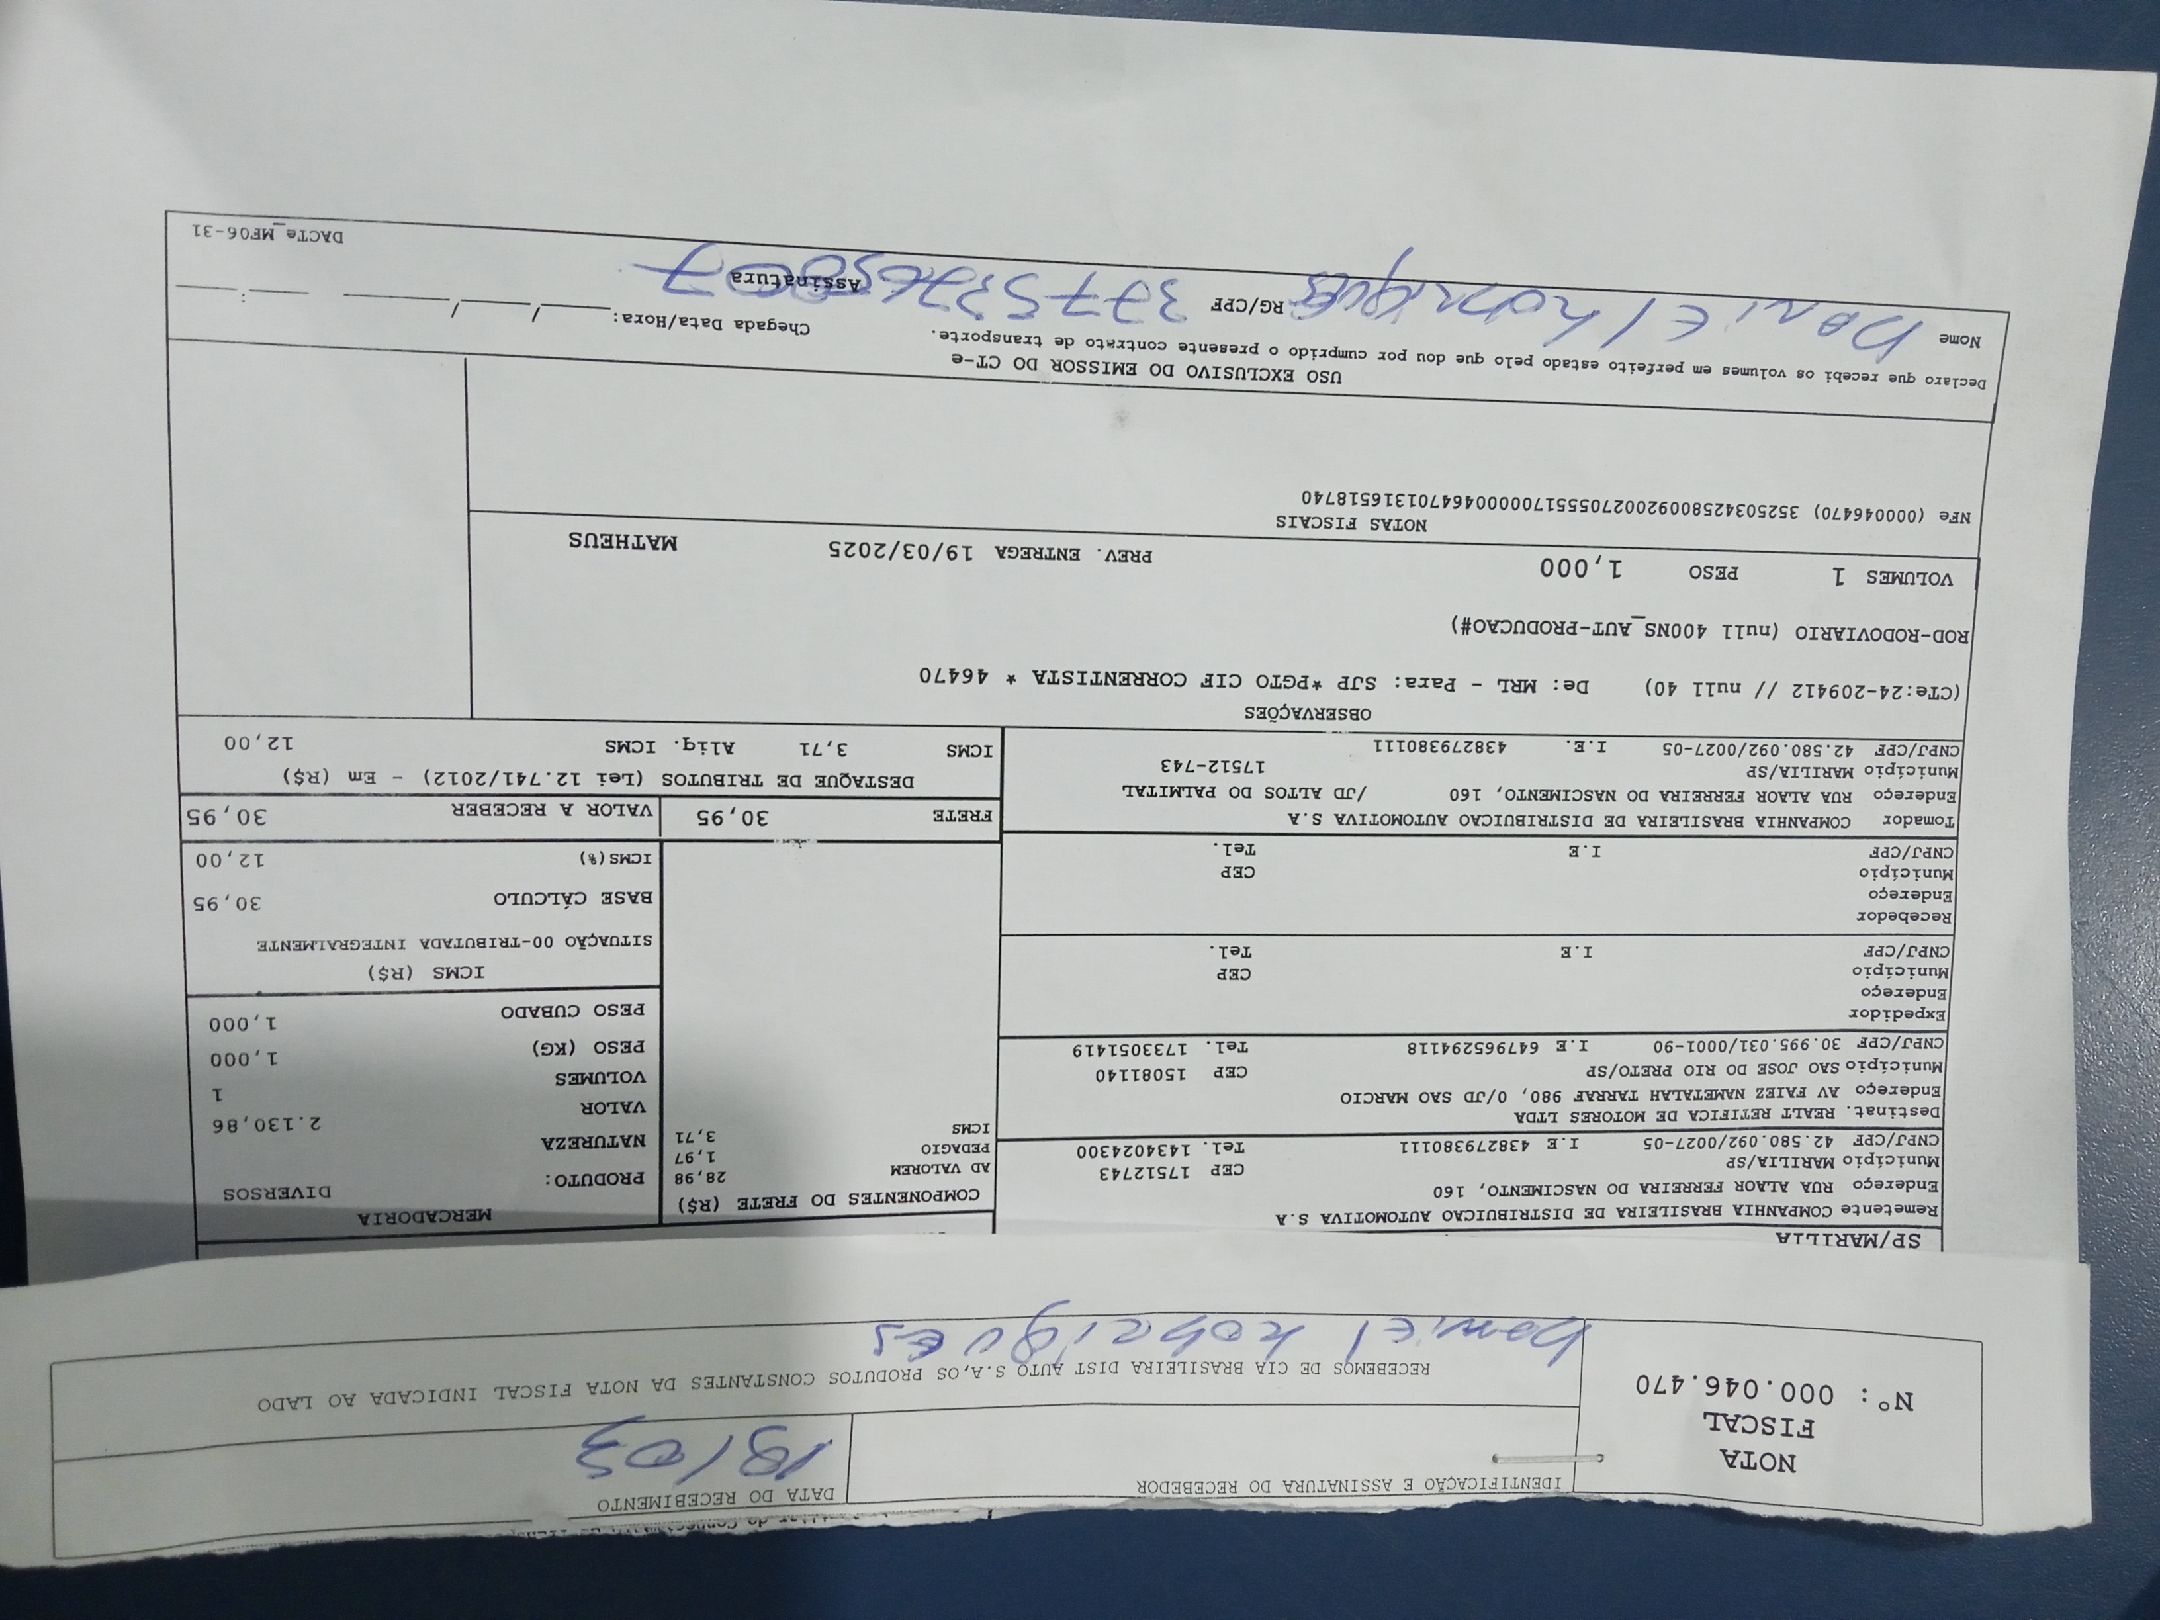 NOTA
FISCAL
Nº: 000.046.470
IDENTIFICAÇÃO E ASSINATURA DO RECEBEDOR
DATA DO RECEBIMENTO
RECEBEMOS DE CIA BRASILEIRA DIST AUTO S.A,OS PRODUTOS CONSTANTES DA NOTA FISCAL INDICADA AO LADO
Daniel Rodrigues
SP/MARILIA
Remetente COMPANHIA BRASILEIRA DE DISTRIBUICAO AUTOMOTIVA S.A
Endereço RUA ALAOR FERREIRA DO NASCIMENTO, 160
Município MARILIA/SP CEP 17512743
CNPJ/CPF 42.580.092/0027-05 I.E 438279380111 Tel. 1434024300
Destinat. REALT RETIFICA DE MOTORES LTDA
Endereço AV FAIEZ NAMETALAH TARRAF 980, 0/JD SAO MARCIO
Município SAO JOSE DO RIO PRETO/SP CEP 15081140
CNPJ/CPF 30.995.031/0001-90 I.E 647965294118 Tel. 1733051419
Expedidor
Endereço
Município CEP
CNPJ/CPF I.E Tel.
Recebedor
Endereço
Município CEP
CNPJ/CPF I.E Tel.
Tomador COMPANHIA BRASILEIRA DE DISTRIBUICAO AUTOMOTIVA S.A
Endereço RUA ALAOR FERREIRA DO NASCIMENTO, 160 /JD ALTOS DO PALMITAL
Município MARILIA/SP 17512-743
CNPJ/CPF 42.580.092/0027-05 I.E. 438279380111
COMPONENTES DO FRETE (R$)
AD VALOREM 28,98
PEDAGIO 1,97
ICMS 3,71
FRETE 30,95
MERCADORIA
PRODUTO: DIVERSOS
NATUREZA
VALOR 2.130,86
VOLUMES 1
PESO (KG) 1,000
PESO CUBADO 1,000
ICMS (R$)
SITUAÇÃO 00-TRIBUTADA INTEGRALMENTE
BASE CÁLCULO 30,95
ICMS(%) 12,00
VALOR A RECEBER 30,95
DESTAQUE DE TRIBUTOS (Lei 12.741/2012) - Em (R$)
ICMS 3,71 Aliq. ICMS 12,00
OBSERVAÇÕES
(CTe:24-209412 // null 40) De: MRL - Para: SJP *PGTO CIF CORRENTISTA * 46470
ROD-RODOVIARIO (null 400NS_AUT-PRODUCAO#)
VOLUMES 1 PESO 1,000 PREV. ENTREGA 19/03/2025 MATHEUS
NOTAS FISCAIS
NFe (000046470) 35250342580092002705551700000464701316518740
USO EXCLUSIVO DO EMISSOR DO CT-e
Declaro que recebi os volumes em perfeito estado pelo que dou por cumprido o presente contrato de transporte.
Chegada Data/Hora: / / :
Nome Daniel Rodrigues RG/CPF Assinatura
DACTe_MF06-31